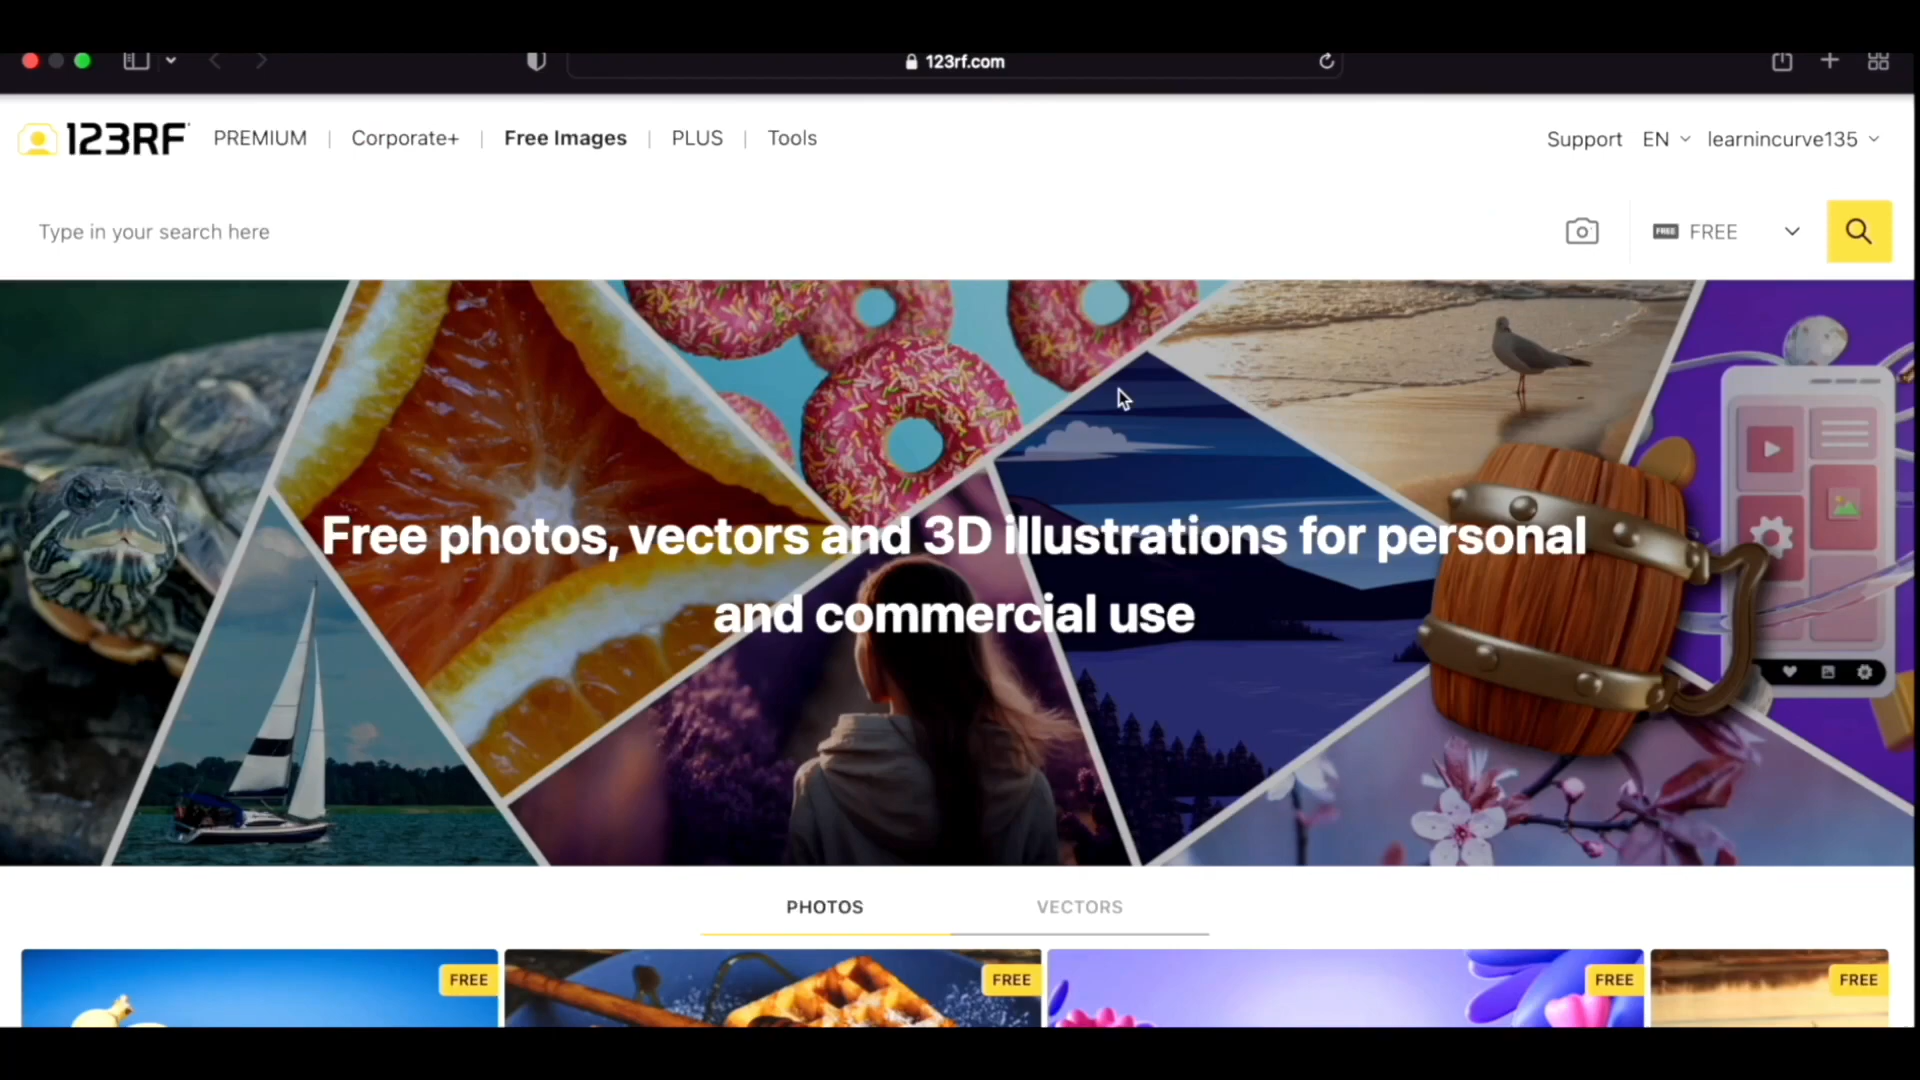 123rf.com
123RF PREMIUM | Corporate+ | Free Images | PLUS | Tools Support EN learnincurve135
Type in your search here FREE FREE
Free photos, vectors and 3D illustrations for personal
and commercial use
PHOTOS VECTORS
FREE FREE FREE FREE